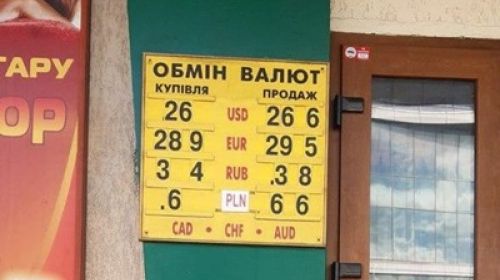 ГАРУ
ОР
ОБМІН ВАЛЮТ
КУПІВЛЯ ПРОДАЖ
.26 USD 26 6
28 9 EUR 29 5
3 4 RUB .3 8
.6 PLN 6 6
CAD • CHF • AUD